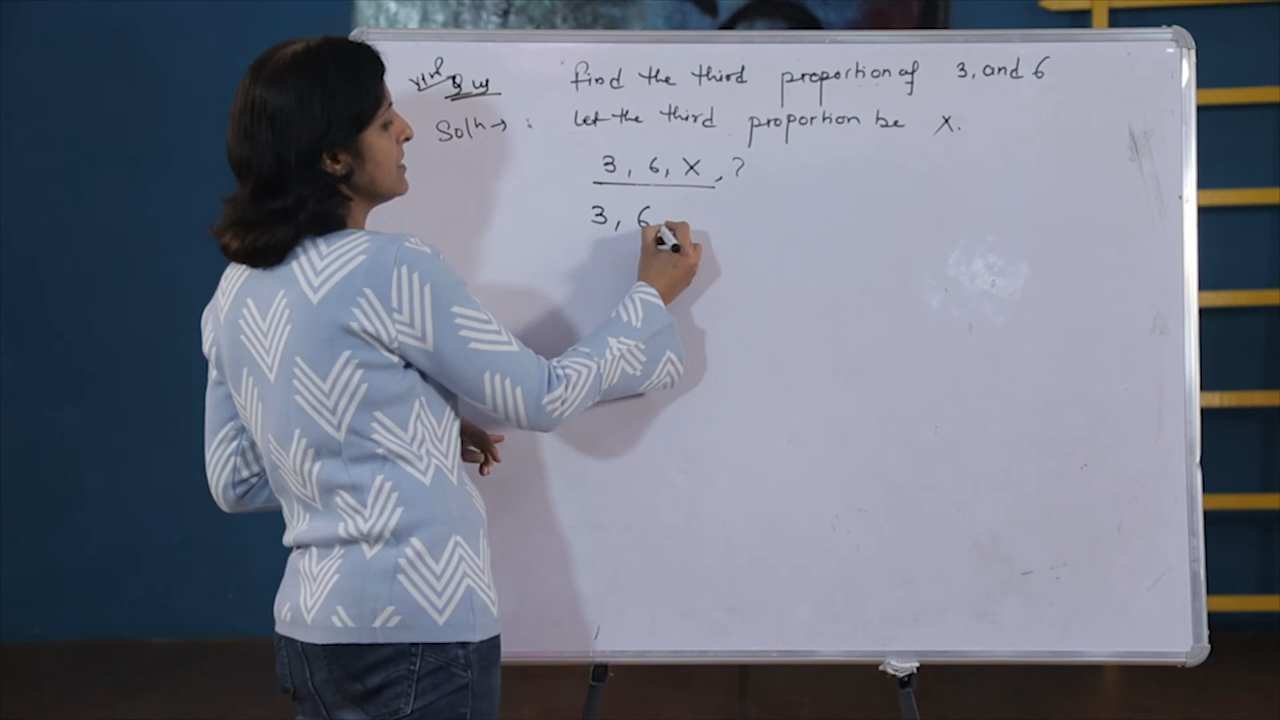 find the third proportion of 3, and 6
Soln → : let the third proportion be x.
3, 6, x, ?
3, 6